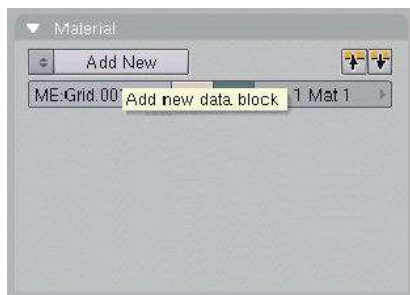 Material
Add New
ME:Grid.001
Add new data block
1 Mat 1